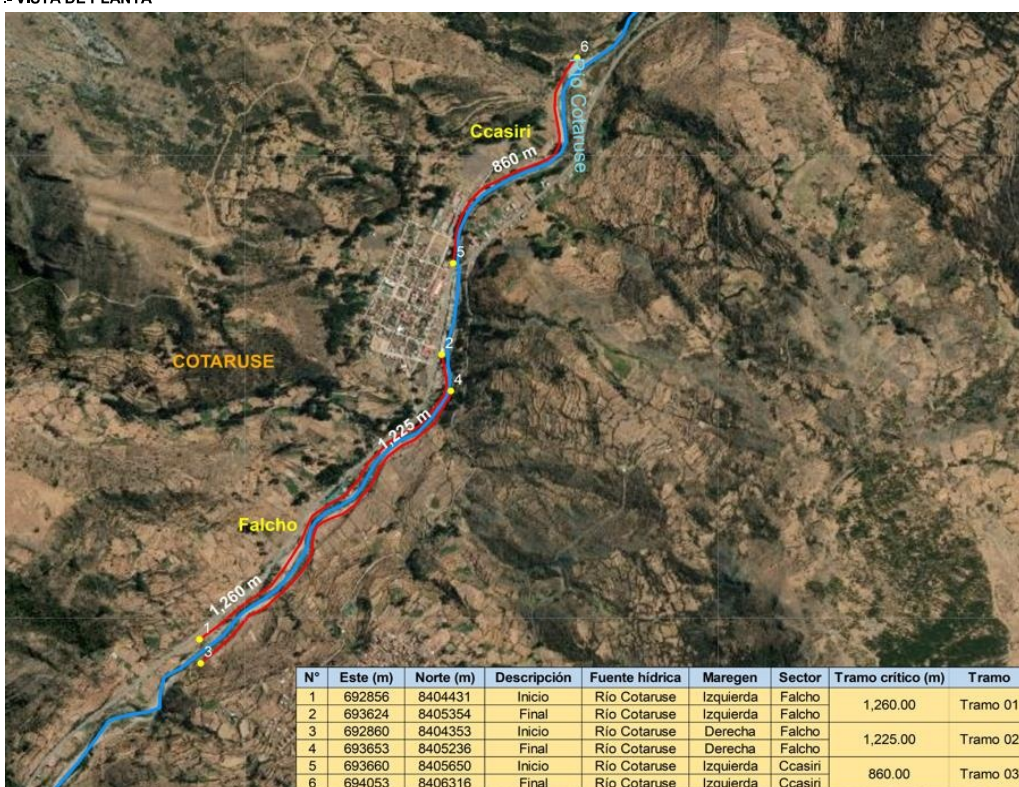 .- VISTA DE PLANTA
6
Río Cotaruse
Ccasiri
860 m
5
2
COTARUSE
4
1,225 m
Falcho
1,260 m
1
3
N° Este (m) Norte (m) Descripción Fuente hídrica Maregen Sector Tramo crítico (m) Tramo
1 692856 8404431 Inicio Río Cotaruse Izquierda Falcho 1,260.00 Tramo 01
2 693624 8405354 Final Río Cotaruse Izquierda Falcho
3 692860 8404353 Inicio Río Cotaruse Derecha Falcho 1,225.00 Tramo 02
4 693653 8405236 Final Río Cotaruse Derecha Falcho
5 693660 8405650 Inicio Río Cotaruse Izquierda Ccasiri 860.00 Tramo 03
6 694053 8406316 Final Río Cotaruse Izquierda Ccasiri